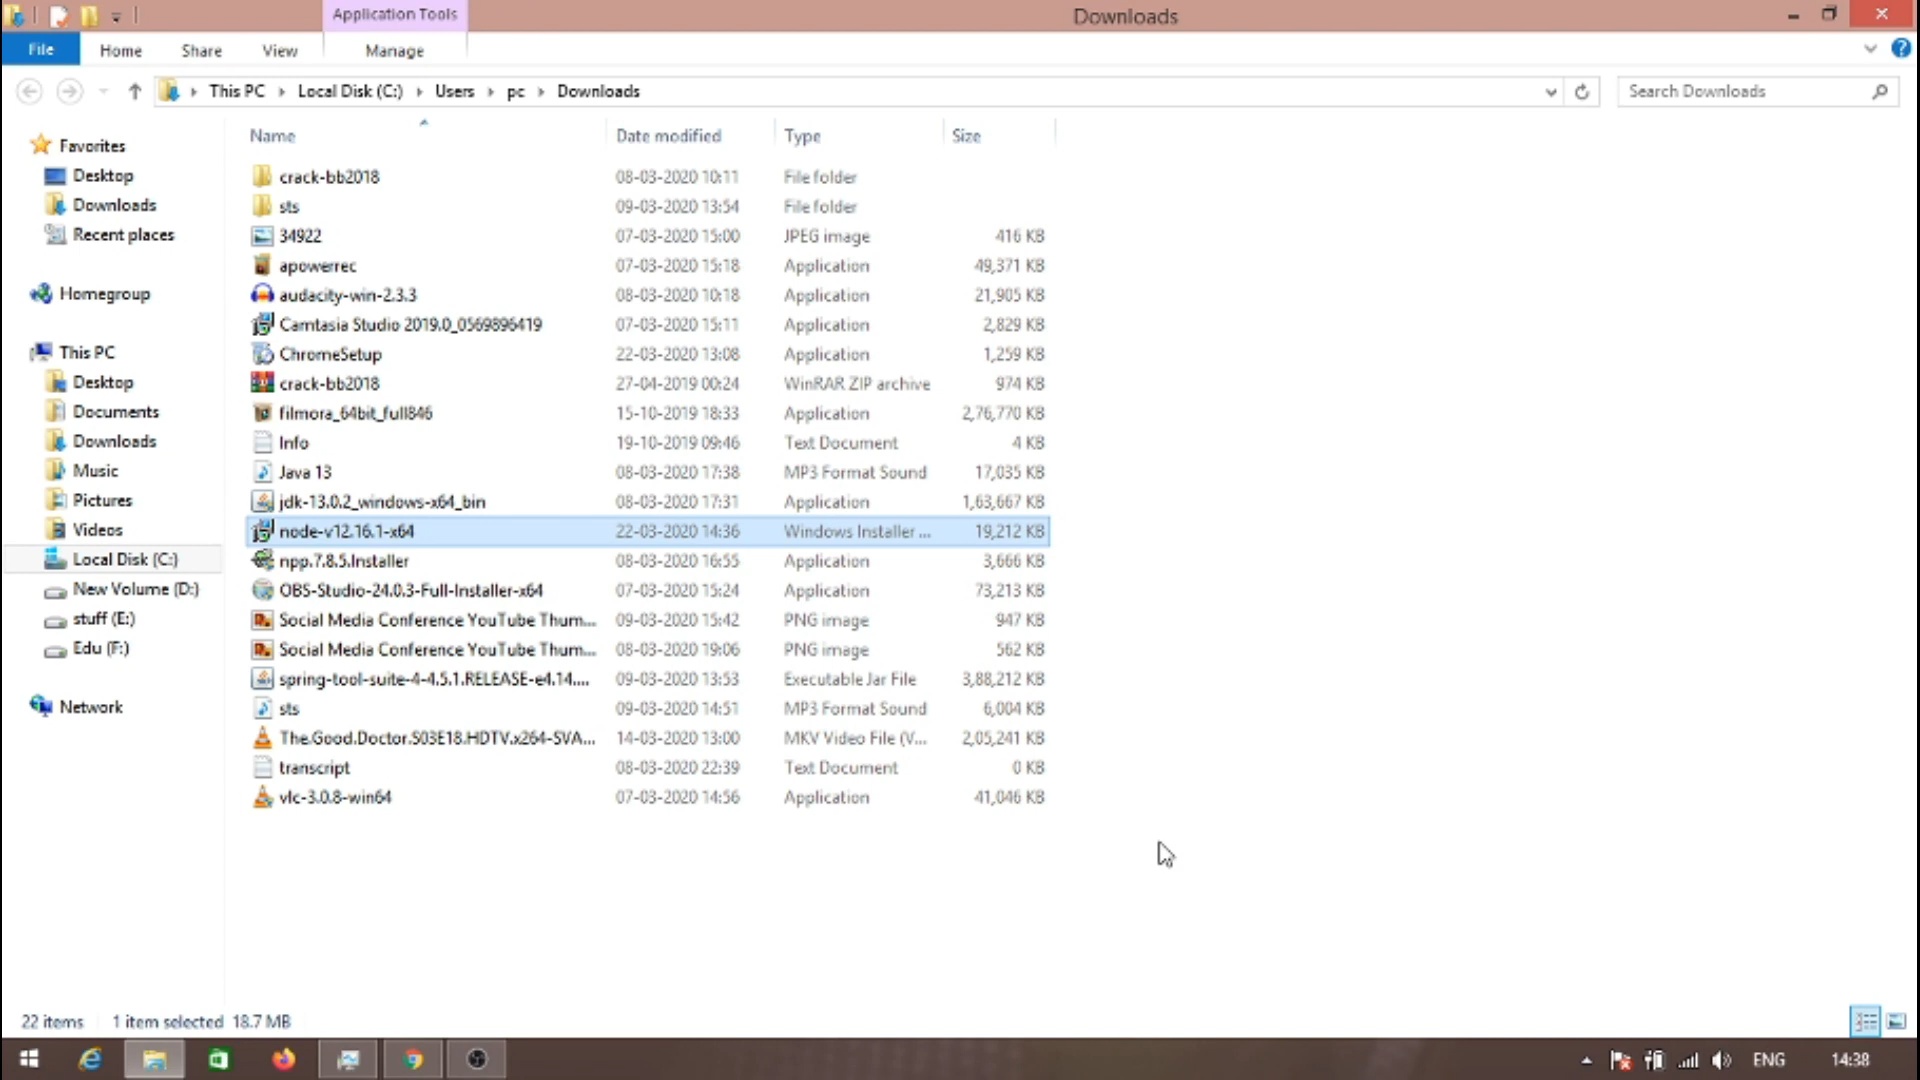 Application Tools
Downloads
File Home Share View Manage
This PC Local Disk (C:) Users pc Downloads
Search Downloads
Favorites
Desktop
Downloads
Recent places
Homegroup
This PC
Desktop
Documents
Downloads
Music
Pictures
Videos
Local Disk (C:)
New Volume (D:)
stuff (E:)
Edu (F:)
Network
Name Date modified Type Size
crack-bb2018 08-03-2020 10:11 File folder
sts 09-03-2020 13:54 File folder
34922 07-03-2020 15:00 JPEG image 416 KB
apowerrec 07-03-2020 15:18 Application 49,371 KB
audacity-win-2.3.3 08-03-2020 10:18 Application 21,905 KB
Camtasia Studio 2019.0_0569896419 07-03-2020 15:11 Application 2,829 KB
ChromeSetup 22-03-2020 13:08 Application 1,259 KB
crack-bb2018 27-04-2019 00:24 WinRAR ZIP archive 974 KB
filmora_64bit_full846 15-10-2019 18:33 Application 2,76,770 KB
Info 19-10-2019 09:46 Text Document 4 KB
Java 13 08-03-2020 17:38 MP3 Format Sound 17,035 KB
jdk-13.0.2_windows-x64_bin 08-03-2020 17:31 Application 1,63,667 KB
node-v12.16.1-x64 22-03-2020 14:36 Windows Installer ... 19,212 KB
npp.7.8.5.Installer 08-03-2020 16:55 Application 3,666 KB
OBS-Studio-24.0.3-Full-Installer-x64 07-03-2020 15:24 Application 73,213 KB
Social Media Conference YouTube Thum... 09-03-2020 15:42 PNG image 947 KB
Social Media Conference YouTube Thum... 08-03-2020 19:06 PNG image 562 KB
spring-tool-suite-4-4.5.1.RELEASE-e4.14.... 09-03-2020 13:53 Executable Jar File 3,88,212 KB
sts 09-03-2020 14:51 MP3 Format Sound 6,004 KB
The.Good.Doctor.S03E18.HDTV.x264-SVA... 14-03-2020 13:00 MKV Video File (V... 2,05,241 KB
transcript 08-03-2020 22:39 Text Document 0 KB
vlc-3.0.8-win64 07-03-2020 14:56 Application 41,046 KB
22 items 1 item selected 18.7 MB
ENG 14:38